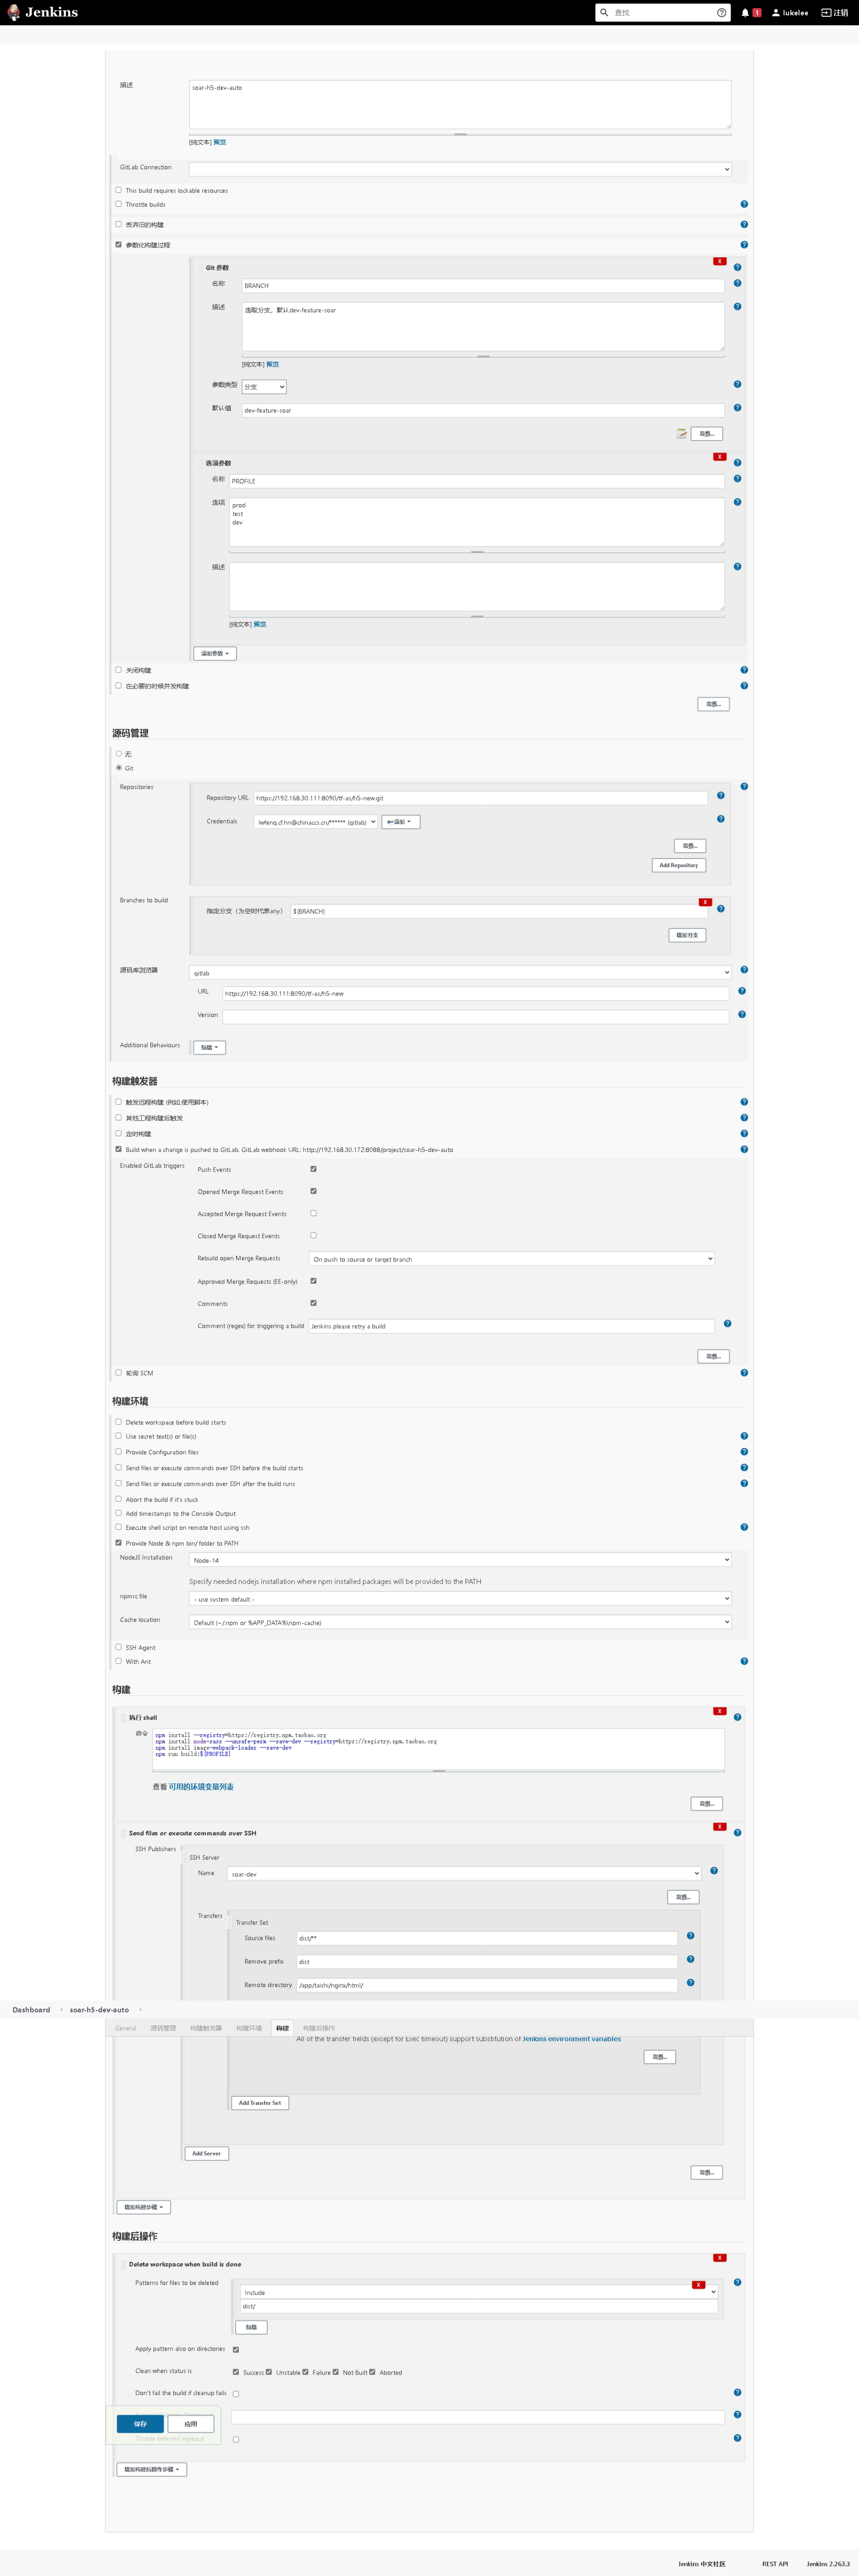 Jenkins
查找
1
lukelee
注销
描述
soar-h5-dev-auto
[纯文本] 预览
GitLab Connection
This build requires lockable resources
Throttle builds
丢弃旧的构建
参数化构建过程
X
Git 参数
名称
BRANCH
描述
选取分支，默认dev-feature-soar
[纯文本] 预览
参数类型
分支
默认值
dev-feature-soar
高级...
X
选项参数
名称
PROFILE
选项
prod
test
dev
描述
[纯文本] 预览
添加参数
关闭构建
在必要的时候并发构建
高级...
源码管理
无
Git
Repositories
Repository URL
https://192.168.30.111:8090/tf-as/h5-new.git
Credentials
lwfenq.cf.hn@chinaccs.cn/****** (gitlab)
添加
高级...
Add Repository
Branches to build
X
指定分支（为空时代表any）
${BRANCH}
增加分支
源码库浏览器
gitlab
URL
https://192.168.30.111:8090/tf-as/h5-new
Version
Additional Behaviours
新增
构建触发器
触发远程构建 (例如,使用脚本)
其他工程构建后触发
定时构建
Build when a change is pushed to GitLab. GitLab webhook URL: http://192.168.30.172:8088/project/soar-h5-dev-auto
Enabled GitLab triggers
Push Events
Opened Merge Request Events
Accepted Merge Request Events
Closed Merge Request Events
Rebuild open Merge Requests
On push to source or target branch
Approved Merge Requests (EE-only)
Comments
Comment (regex) for triggering a build
Jenkins please retry a build
高级...
轮询 SCM
构建环境
Delete workspace before build starts
Use secret text(s) or file(s)
Provide Configuration files
Send files or execute commands over SSH before the build starts
Send files or execute commands over SSH after the build runs
Abort the build if it's stuck
Add timestamps to the Console Output
Execute shell script on remote host using ssh
Provide Node & npm bin/ folder to PATH
NodeJS Installation
Node-14
Specify needed nodejs installation where npm installed packages will be provided to the PATH
npmrc file
- use system default -
Cache location
Default (~/.npm or %APP_DATA%\npm-cache)
SSH Agent
With Ant
构建
X
执行 shell
命令
npm install --registry=https://registry.npm.taobao.org
npm install node-sass --unsafe-perm --save-dev --registry=https://registry.npm.taobao.org
npm install image-webpack-loader --save-dev
npm run build:${PROFILE}
查看 可用的环境变量列表
高级...
X
Send files or execute commands over SSH
SSH Publishers
SSH Server
Name
soar-dev
高级...
Transfers
Transfer Set
Source files
dist/**
Remove prefix
dist
Remote directory
/app/taishi/nginx/html/
Dashboard
soar-h5-dev-auto
General
源码管理
构建触发器
构建环境
构建
构建后操作
All of the transfer fields (except for Exec timeout) support substitution of Jenkins environment variables
高级...
Add Transfer Set
Add Server
高级...
增加构建步骤
构建后操作
X
Delete workspace when build is done
Patterns for files to be deleted
X
Include
dist/
新增
Apply pattern also on directories
Clean when status is
Success
Unstable
Failure
Not Built
Aborted
Don't fail the build if cleanup fails
保存
应用
Disable deferred wipeout
增加构建后操作步骤
Jenkins 中文社区
REST API
Jenkins 2.263.3